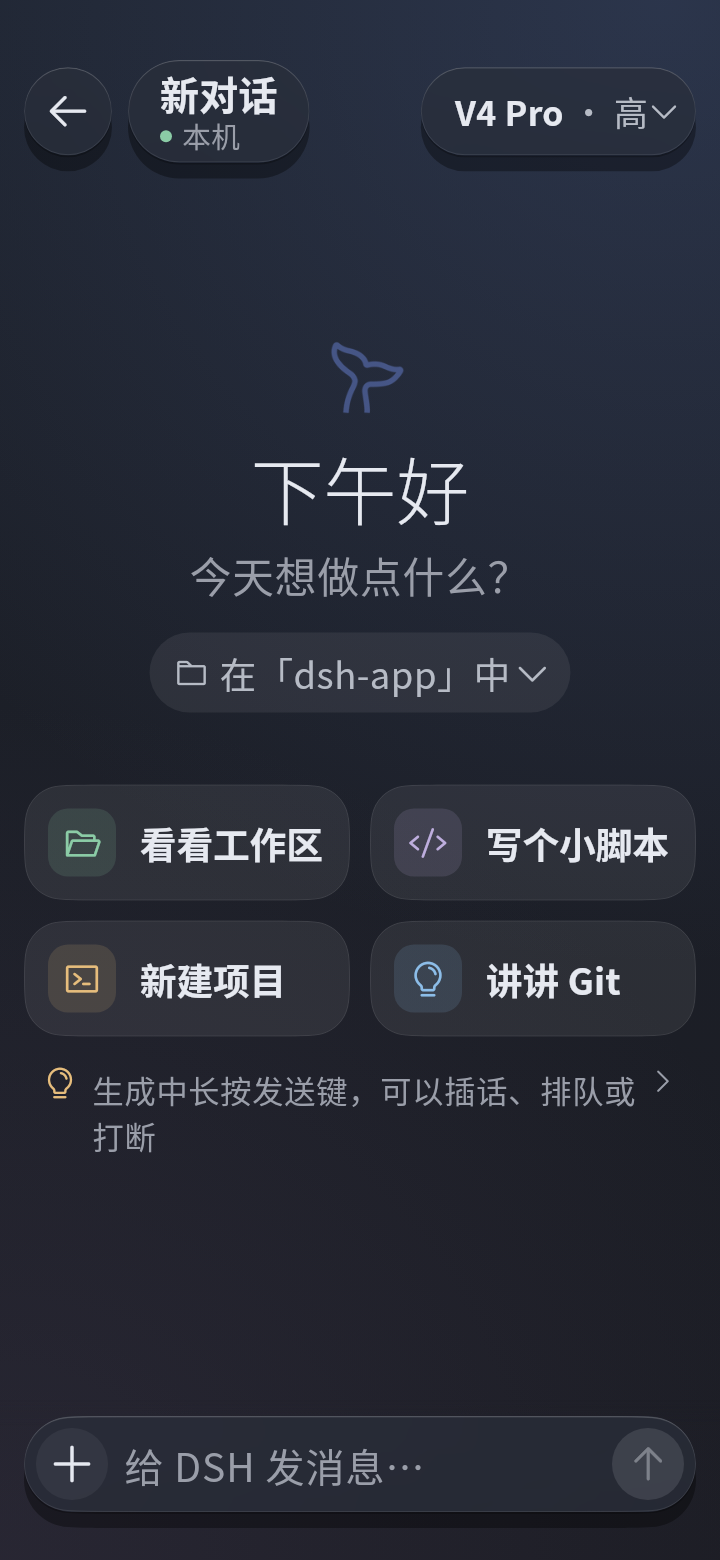 新对话
本机
V4 Pro · 高
下午好
今天想做点什么？
在「dsh-app」中
看看工作区
写个小脚本
新建项目
讲讲 Git
生成中长按发送键，可以插话、排队或
打断
给 DSH 发消息…